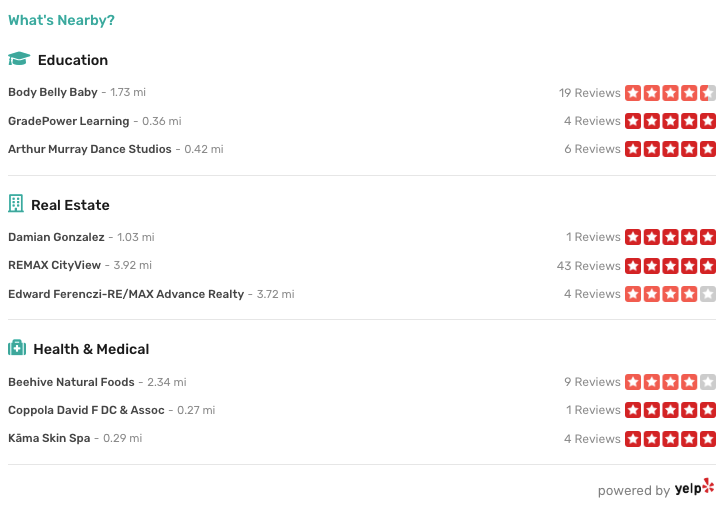 What's Nearby?
Education
Body Belly Baby - 1.73 mi 19 Reviews
GradePower Learning - 0.36 mi 4 Reviews
Arthur Murray Dance Studios - 0.42 mi 6 Reviews
Real Estate
Damian Gonzalez - 1.03 mi 1 Reviews
REMAX CityView - 3.92 mi 43 Reviews
Edward Ferenczi-RE/MAX Advance Realty - 3.72 mi 4 Reviews
Health & Medical
Beehive Natural Foods - 2.34 mi 9 Reviews
Coppola David F DC & Assoc - 0.27 mi 1 Reviews
Kāma Skin Spa - 0.29 mi 4 Reviews
powered by yelp